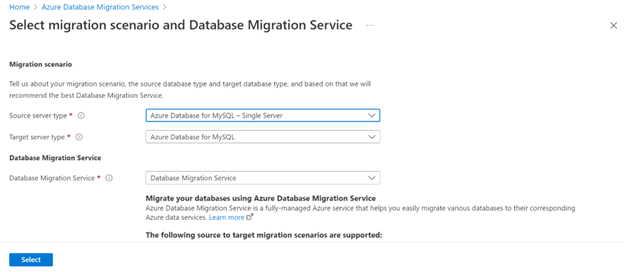 Home > Azure Database Migration Services >
Select migration scenario and Database Migration Service ...
Migration scenario
Tell us about your migration scenario, the source database type and target database type, and based on that we will
recommend the best Database Migration Service.
Source server type * Azure Database for MySQL – Single Server
Target server type * Azure Database for MySQL
Database Migration Service
Database Migration Service * Database Migration Service
Migrate your databases using Azure Database Migration Service
Azure Database Migration Service is a fully-managed Azure service that helps you easily migrate various databases to their corresponding
Azure data services. Learn more
The following source to target migration scenarios are supported:
Select